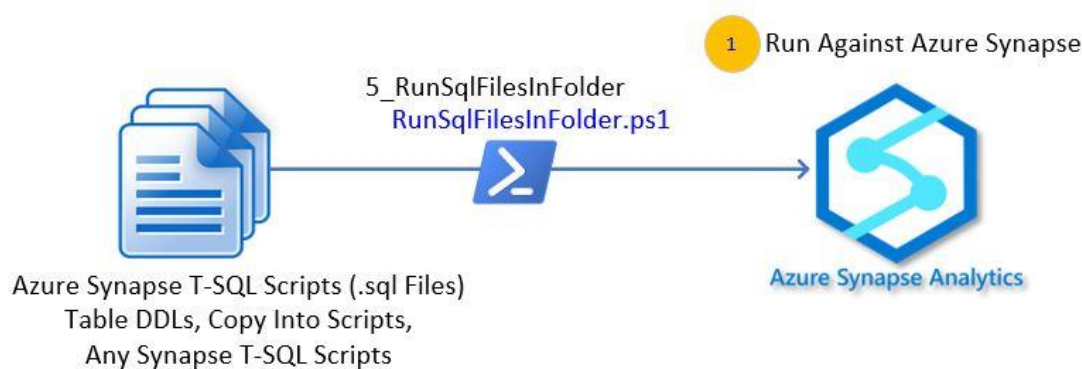 1 Run Against Azure Synapse
5_RunSqlFilesInFolder
RunSqlFilesInFolder.ps1
Azure Synapse Analytics
Azure Synapse T-SQL Scripts (.sql Files)
Table DDLs, Copy Into Scripts,
Any Synapse T-SQL Scripts